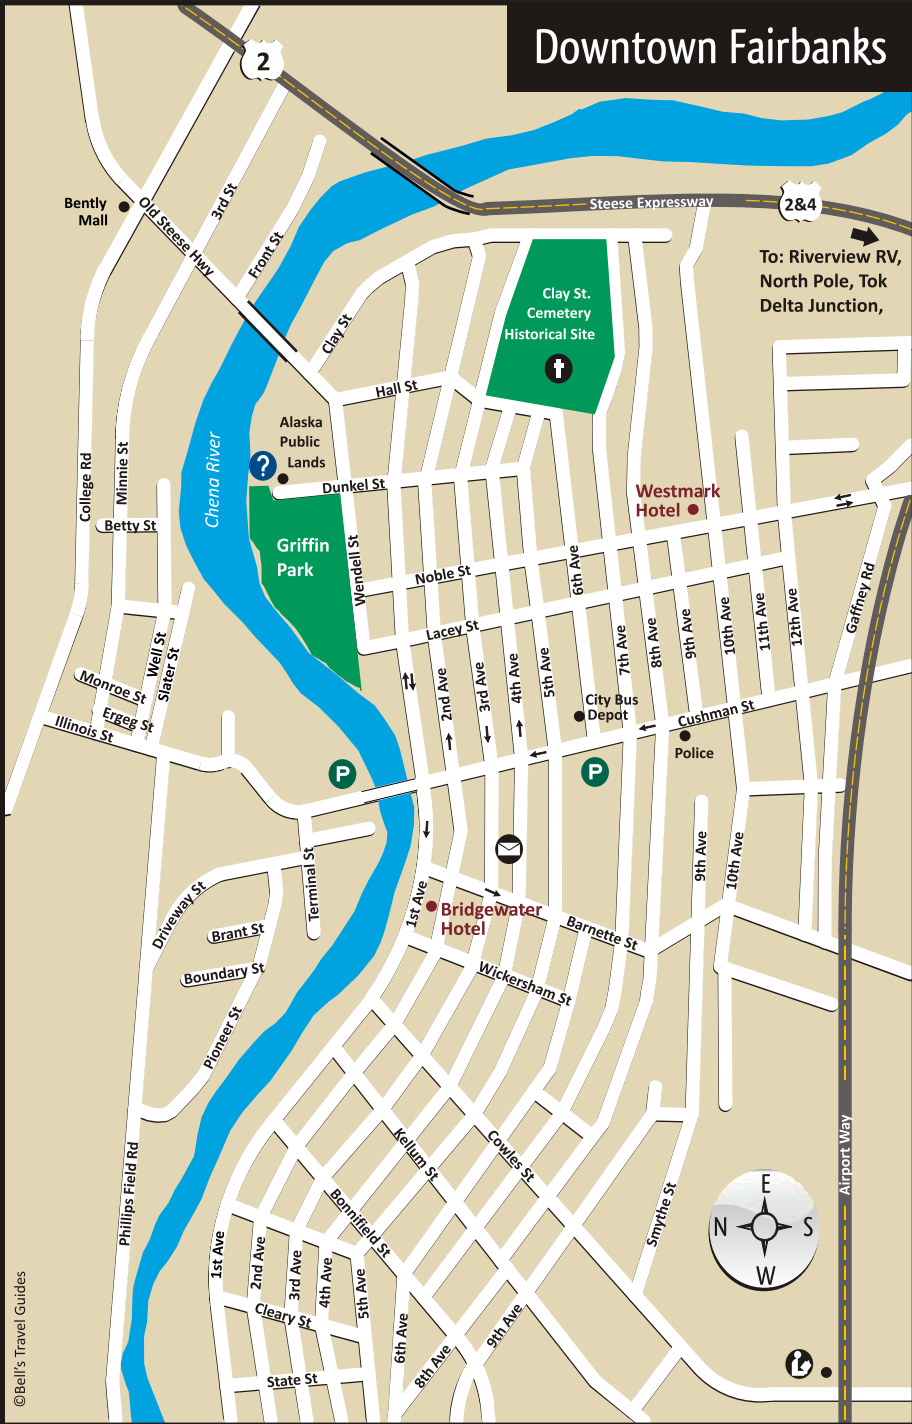 Downtown Fairbanks
2
Steese Expressway
2&4
To: Riverview RV,
North Pole, Tok
Delta Junction,
Bently
Mall
Old Steese Hwy
3rd St
Front St
Clay St
Clay St.
Cemetery
Historical Site
Hall St
Alaska
Public
Lands
?
Dunkel St
Chena River
College Rd
Minnie St
Betty St
Griffin
Park
Wendell St
Noble St
Lacey St
Westmark
Hotel
6th Ave
2nd Ave
3rd Ave
4th Ave
5th Ave
7th Ave
8th Ave
9th Ave
10th Ave
11th Ave
12th Ave
Gaffney Rd
Well St
Slater St
Monroe St
Ergeg St
Illinois St
City Bus
Depot
Cushman St
Police
P
P
9th Ave
10th Ave
Terminal St
Driveway St
Brant St
Boundary St
Pioneer St
1st Ave
Bridgewater
Hotel
Barnette St
Wickersham St
Phillips Field Rd
Kellum St
Cowles St
Bonnifield St
Smythe St
Airport Way
E
N
S
W
1st Ave
2nd Ave
3rd Ave
4th Ave
5th Ave
6th Ave
8th Ave
9th Ave
Cleary St
State St
©Bell's Travel Guides